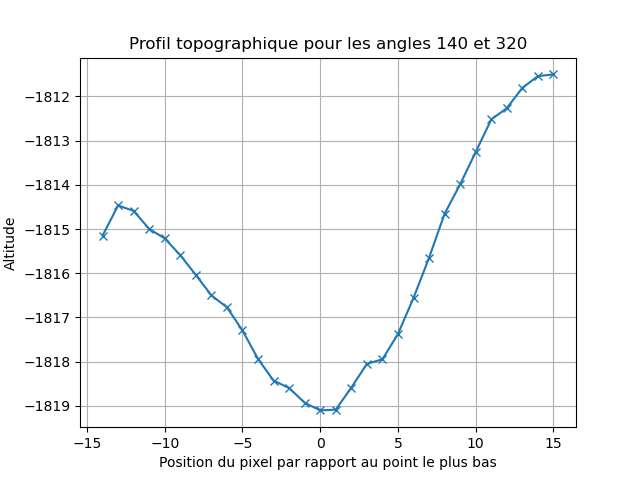 Profil topographique pour les angles 140 et 320
−1812
−1813
−1814
−1815
−1816
−1817
−1818
−1819
Altitude
−15 −10 −5 0 5 10 15
Position du pixel par rapport au point le plus bas